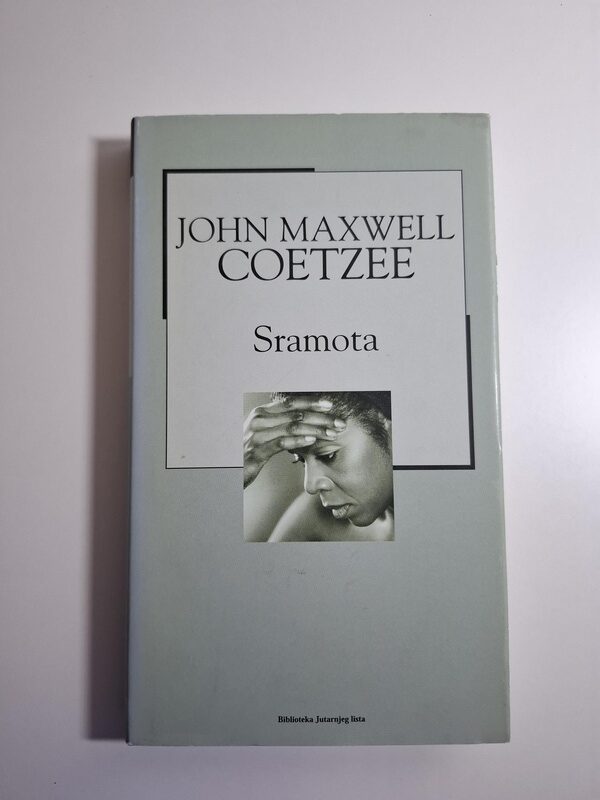 JOHN MAXWELL
COETZEE
Sramota
Biblioteka Jutarnjeg lista